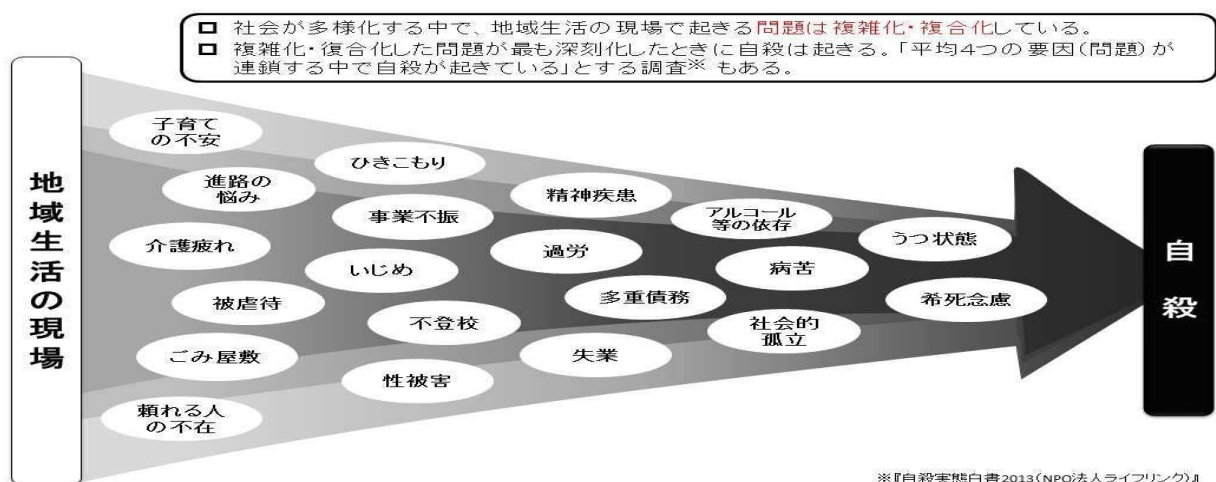 □ 社会が多様化する中で、地域生活の現場で起きる問題は複雑化・複合化している。
□ 複雑化・復合化した問題が最も深刻化したときに自殺は起きる。「平均4つの要因(問題)が
連鎖する中で自殺が起きている」とする調査※ もある。
地域生活の現場
子育て
の不安
進路の
悩み
介護疲れ
被虐待
ごみ屋敷
頼れる人
の不在
ひきこもり
事業不振
いじめ
不登校
性被害
精神疾患
過労
多重債務
失業
アルコール
等の依存
病苦
社会的
孤立
うつ状態
希死念慮
自殺
※『自殺実態白書2013(NPO法人ライフリンク)』